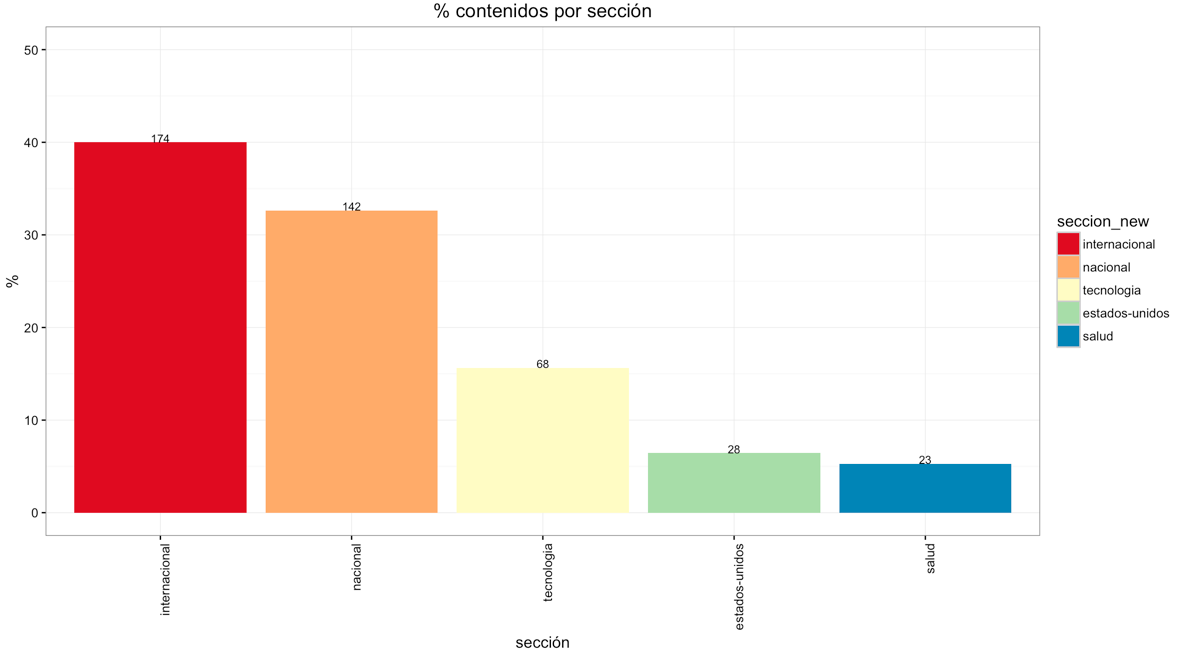 % contenidos por sección
50
40
30
20
10
0
%
174
142
68
28
23
internacional
nacional
tecnologia
estados-unidos
salud
sección
seccion_new
internacional
nacional
tecnologia
estados-unidos
salud